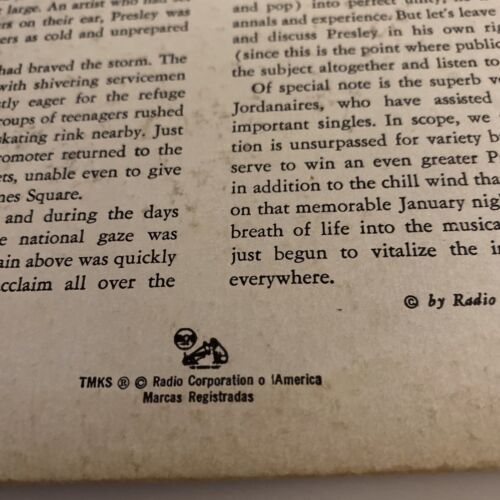 large. An artist who had set
ers on their ear, Presley was
ers as cold and unprepared
had braved the storm. The
with shivering servicemen
tly eager for the refuge
roups of teenagers rushed
kating rink nearby. Just
romoter returned to the
ets, unable even to give
nes Square.
and during the days
e national gaze was
ain above was quickly
cclaim all over the
and pop) into perfect unity, he
annals and experience. But let's leave
and discuss Presley in his own rig
(since this is the point where public
the subject altogether and listen to
Of special note is the superb v
Jordanaires, who have assisted
important singles. In scope, we
tion is unsurpassed for variety b
serve to win an even greater P
in addition to the chill wind tha
on that memorable January nig
breath of life into the musica
just begun to vitalize the i
everywhere.
© by Radio
RCA
TMKS ® © Radio Corporation o America
Marcas Registradas